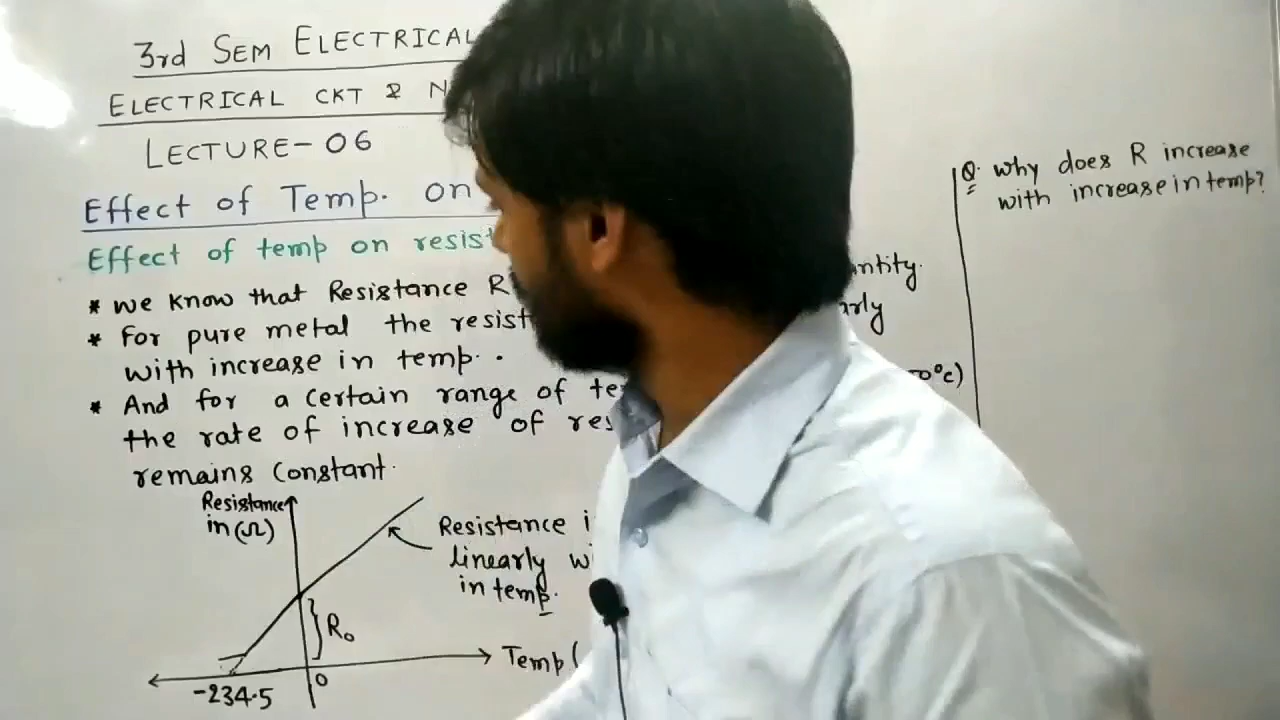 3rd SEM ELECTRICAL
ELECTRICAL CKT & N
LECTURE-06
Effect of Temp. on
Effect of temp on resist
* we know that Resistance R
ntity.
* For pure metal the resist
arly
with increase in temp.
* And for a certain range of te
00°c)
the rate of increase of res
remains constant.
Resistance
in (Ω)
Resistance i
linearly w
in temp.
R₀
Temp (
0
-234.5
Q. why does R increase
with increase in temp?